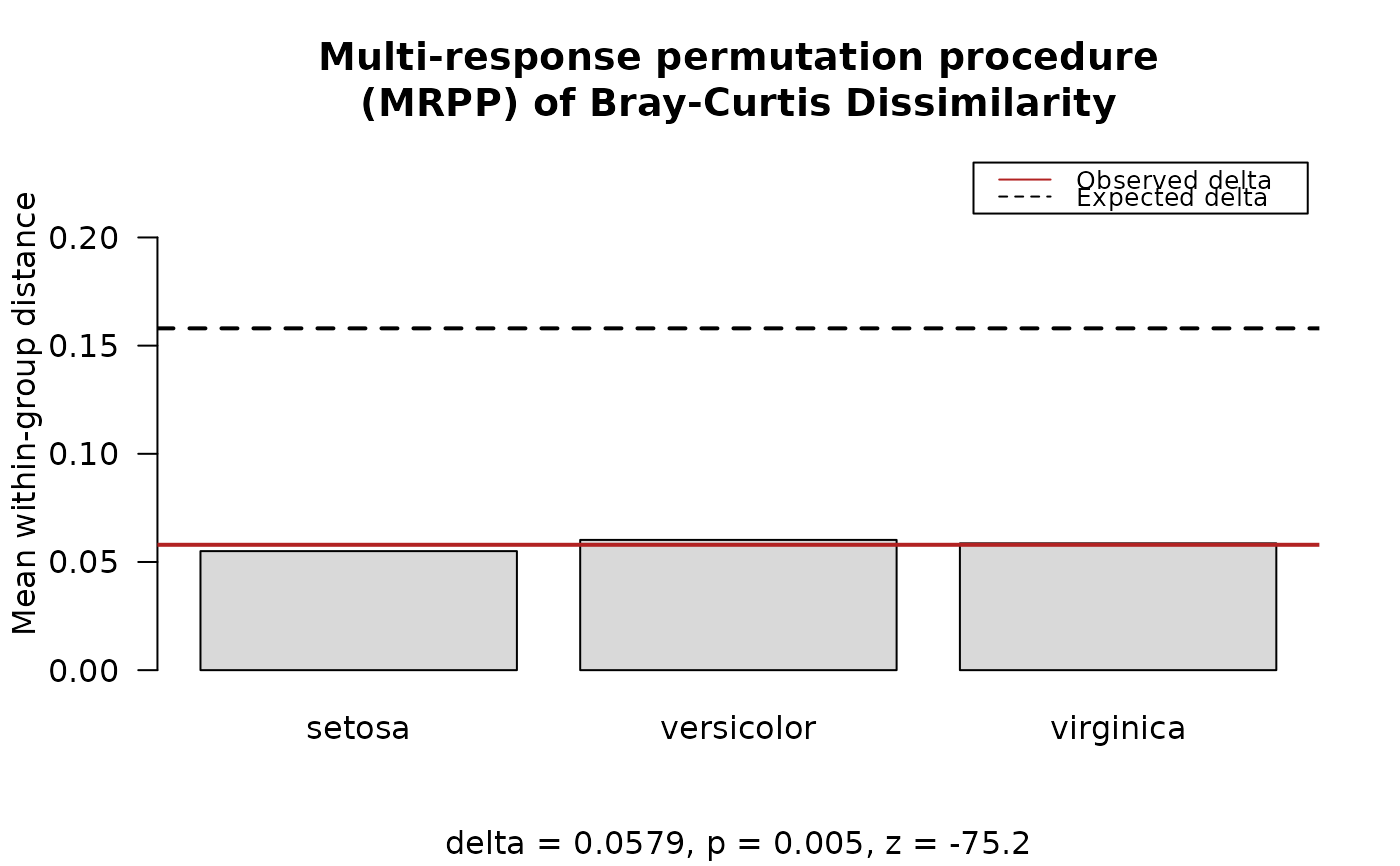 Multi-response permutation procedure
(MRPP) of Bray-Curtis Dissimilarity
Observed delta
Expected delta
Mean within-group distance
0.20
0.15
0.10
0.05
0.00
setosa versicolor virginica
delta = 0.0579, p = 0.005, z = -75.2